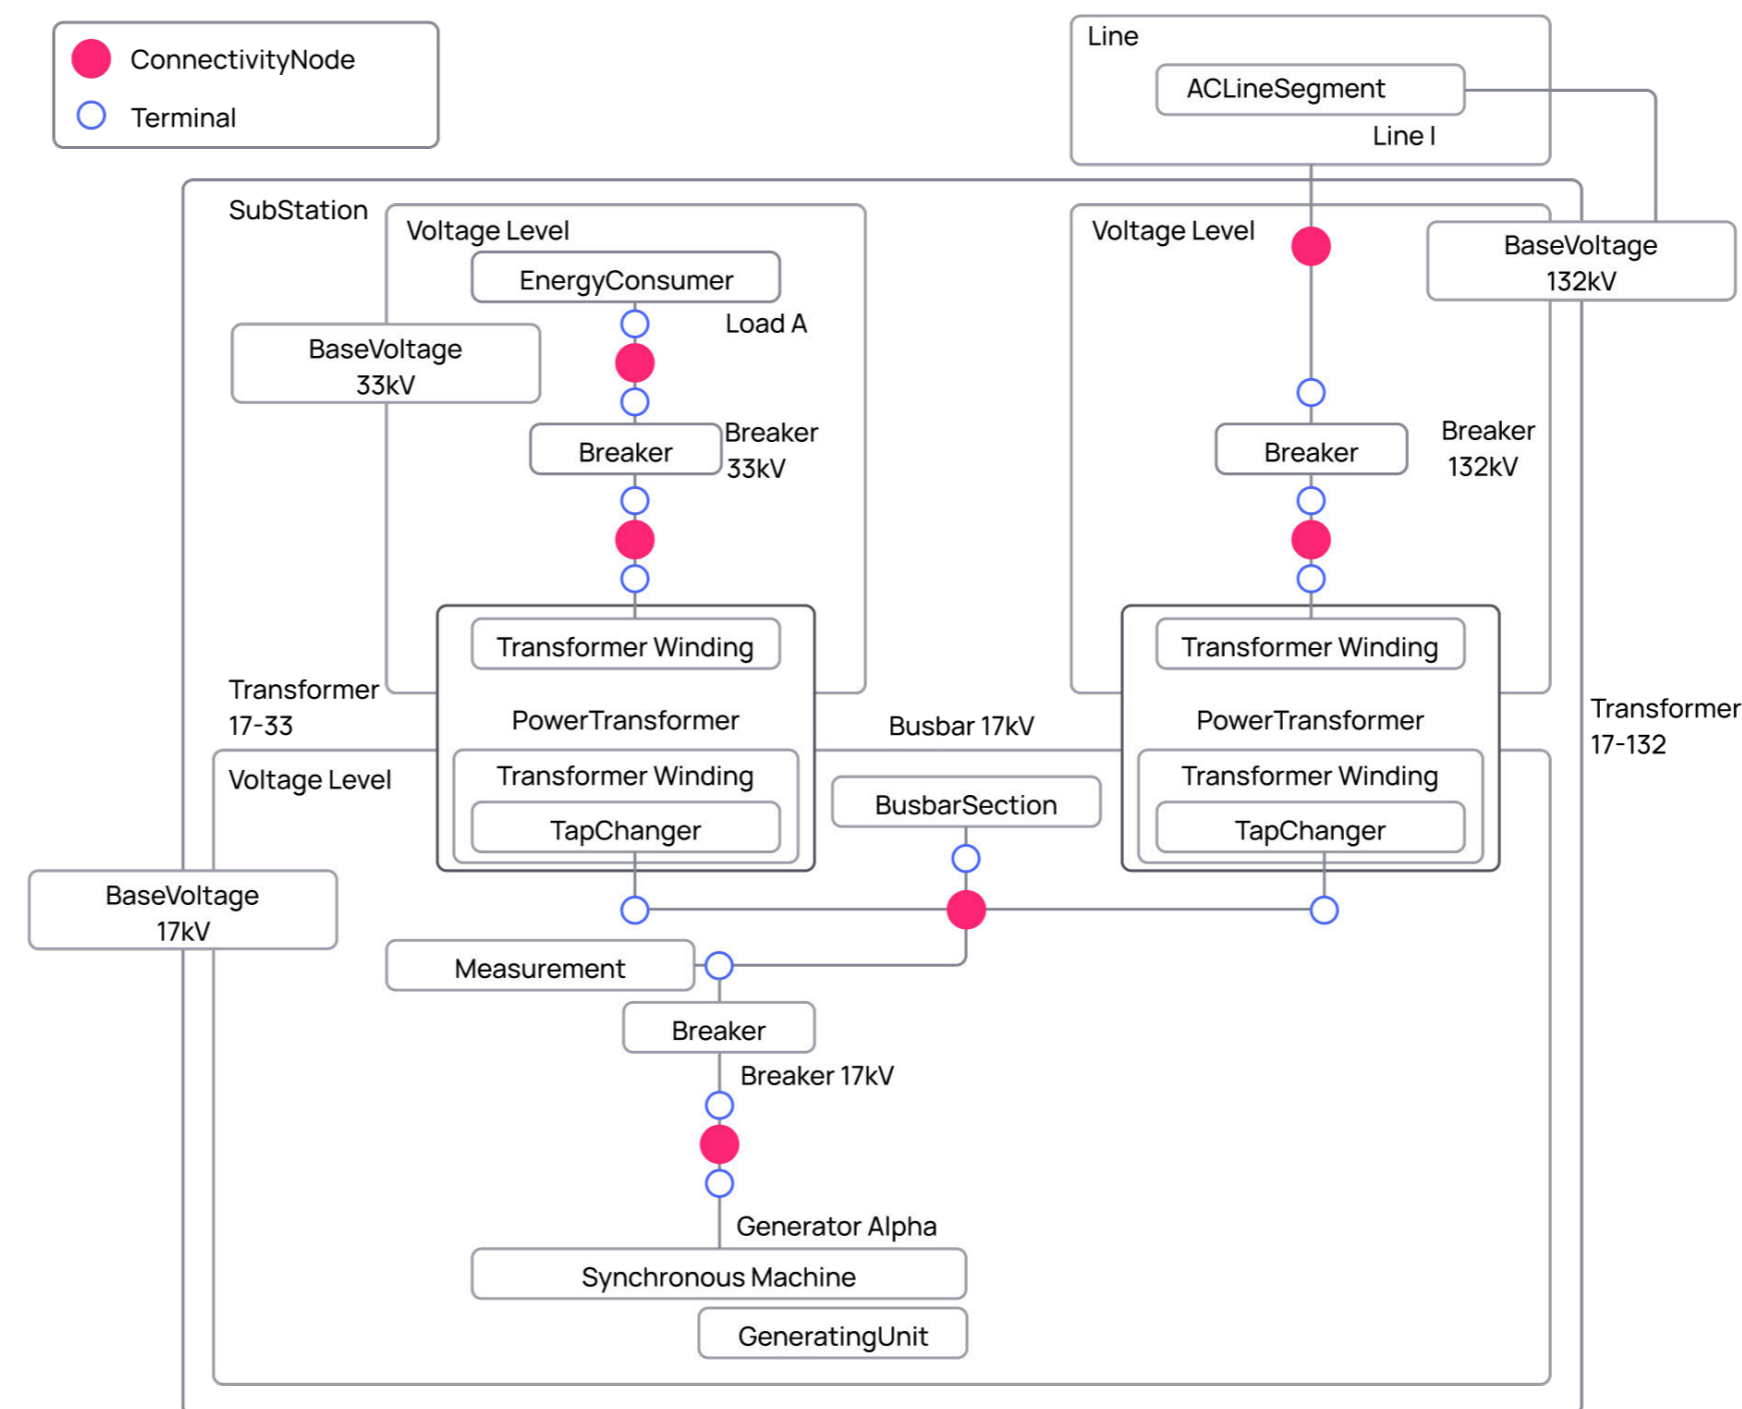 ConnectivityNode
Terminal
Line
ACLineSegment
Line I
SubStation
Voltage Level
EnergyConsumer
Load A
BaseVoltage
33kV
Breaker
Breaker
33kV
Transformer Winding
Transformer
17-33
PowerTransformer
Transformer Winding
TapChanger
Voltage Level
BaseVoltage
132kV
Breaker
Breaker
132kV
Transformer Winding
PowerTransformer
Transformer Winding
TapChanger
Transformer
17-132
Busbar 17kV
BusbarSection
Voltage Level
BaseVoltage
17kV
Measurement
Breaker
Breaker 17kV
Generator Alpha
Synchronous Machine
GeneratingUnit